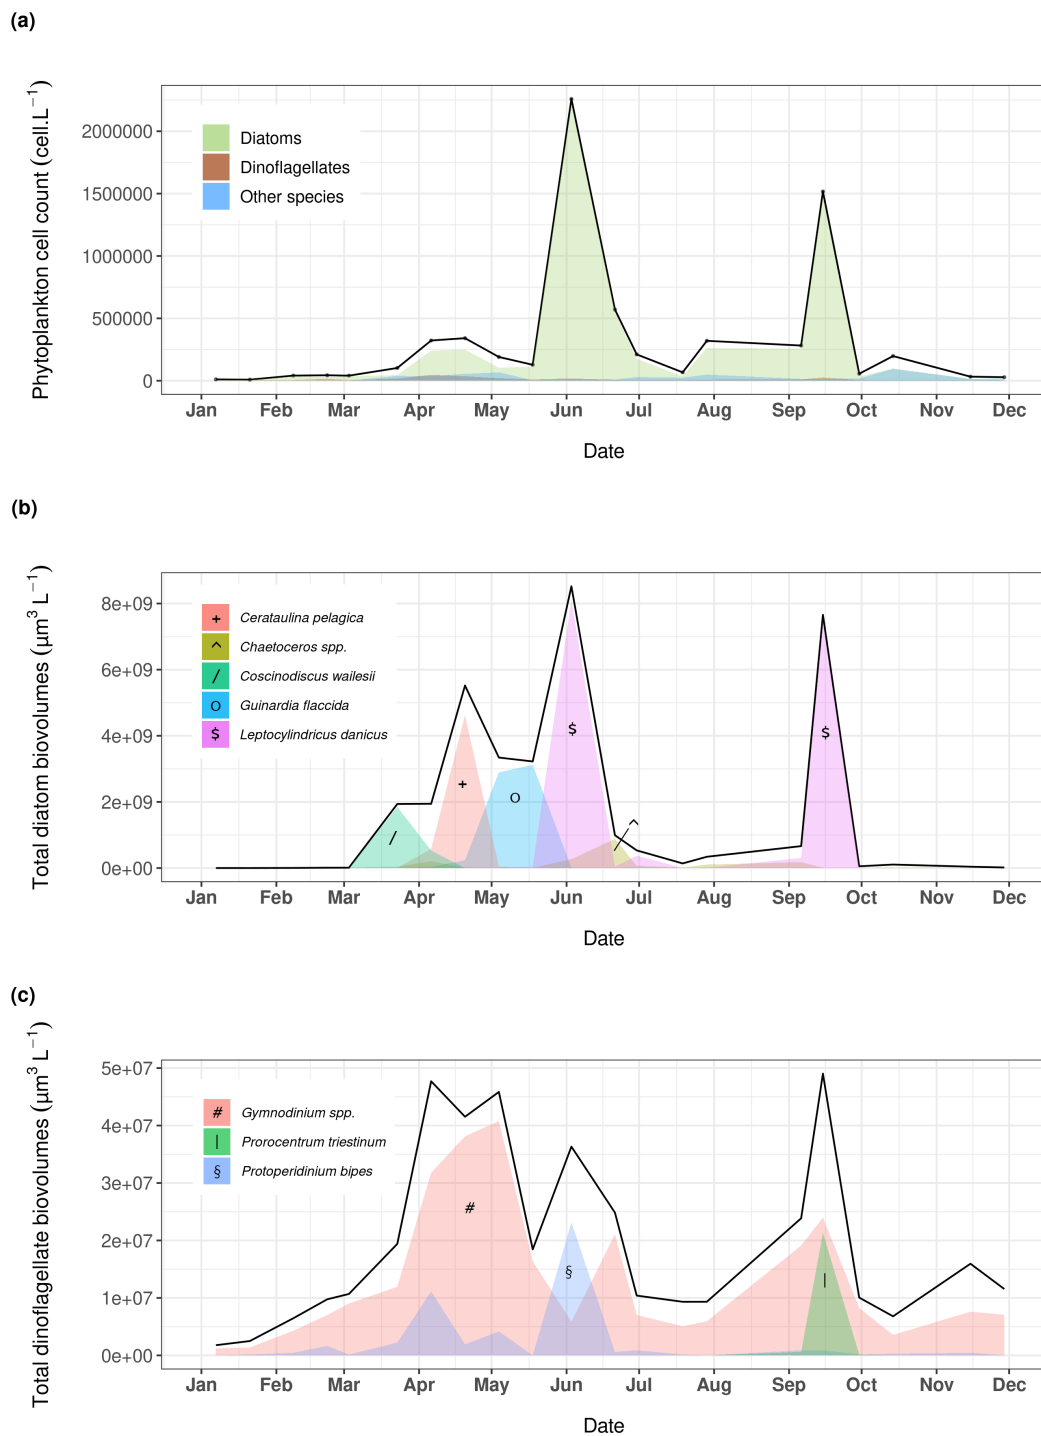 (a)
Phytoplankton cell count (cell.L⁻¹)
2000000
1500000
1000000
500000
0
Diatoms
Dinoflagellates
Other species
Jan Feb Mar Apr May Jun Jul Aug Sep Oct Nov Dec
Date
(b)
Total diatom biovolumes (µm³ L⁻¹)
8e+09
6e+09
4e+09
2e+09
0e+00
+ Cerataulina pelagica
^ Chaetoceros spp.
/ Coscinodiscus wailesii
O Guinardia flaccida
$ Leptocylindricus danicus
/
+
O
$
^
$
Jan Feb Mar Apr May Jun Jul Aug Sep Oct Nov Dec
Date
(c)
Total dinoflagellate biovolumes (µm³ L⁻¹)
5e+07
4e+07
3e+07
2e+07
1e+07
0e+00
# Gymnodinium spp.
| Prorocentrum triestinum
§ Protoperidinium bipes
#
§
|
Jan Feb Mar Apr May Jun Jul Aug Sep Oct Nov Dec
Date